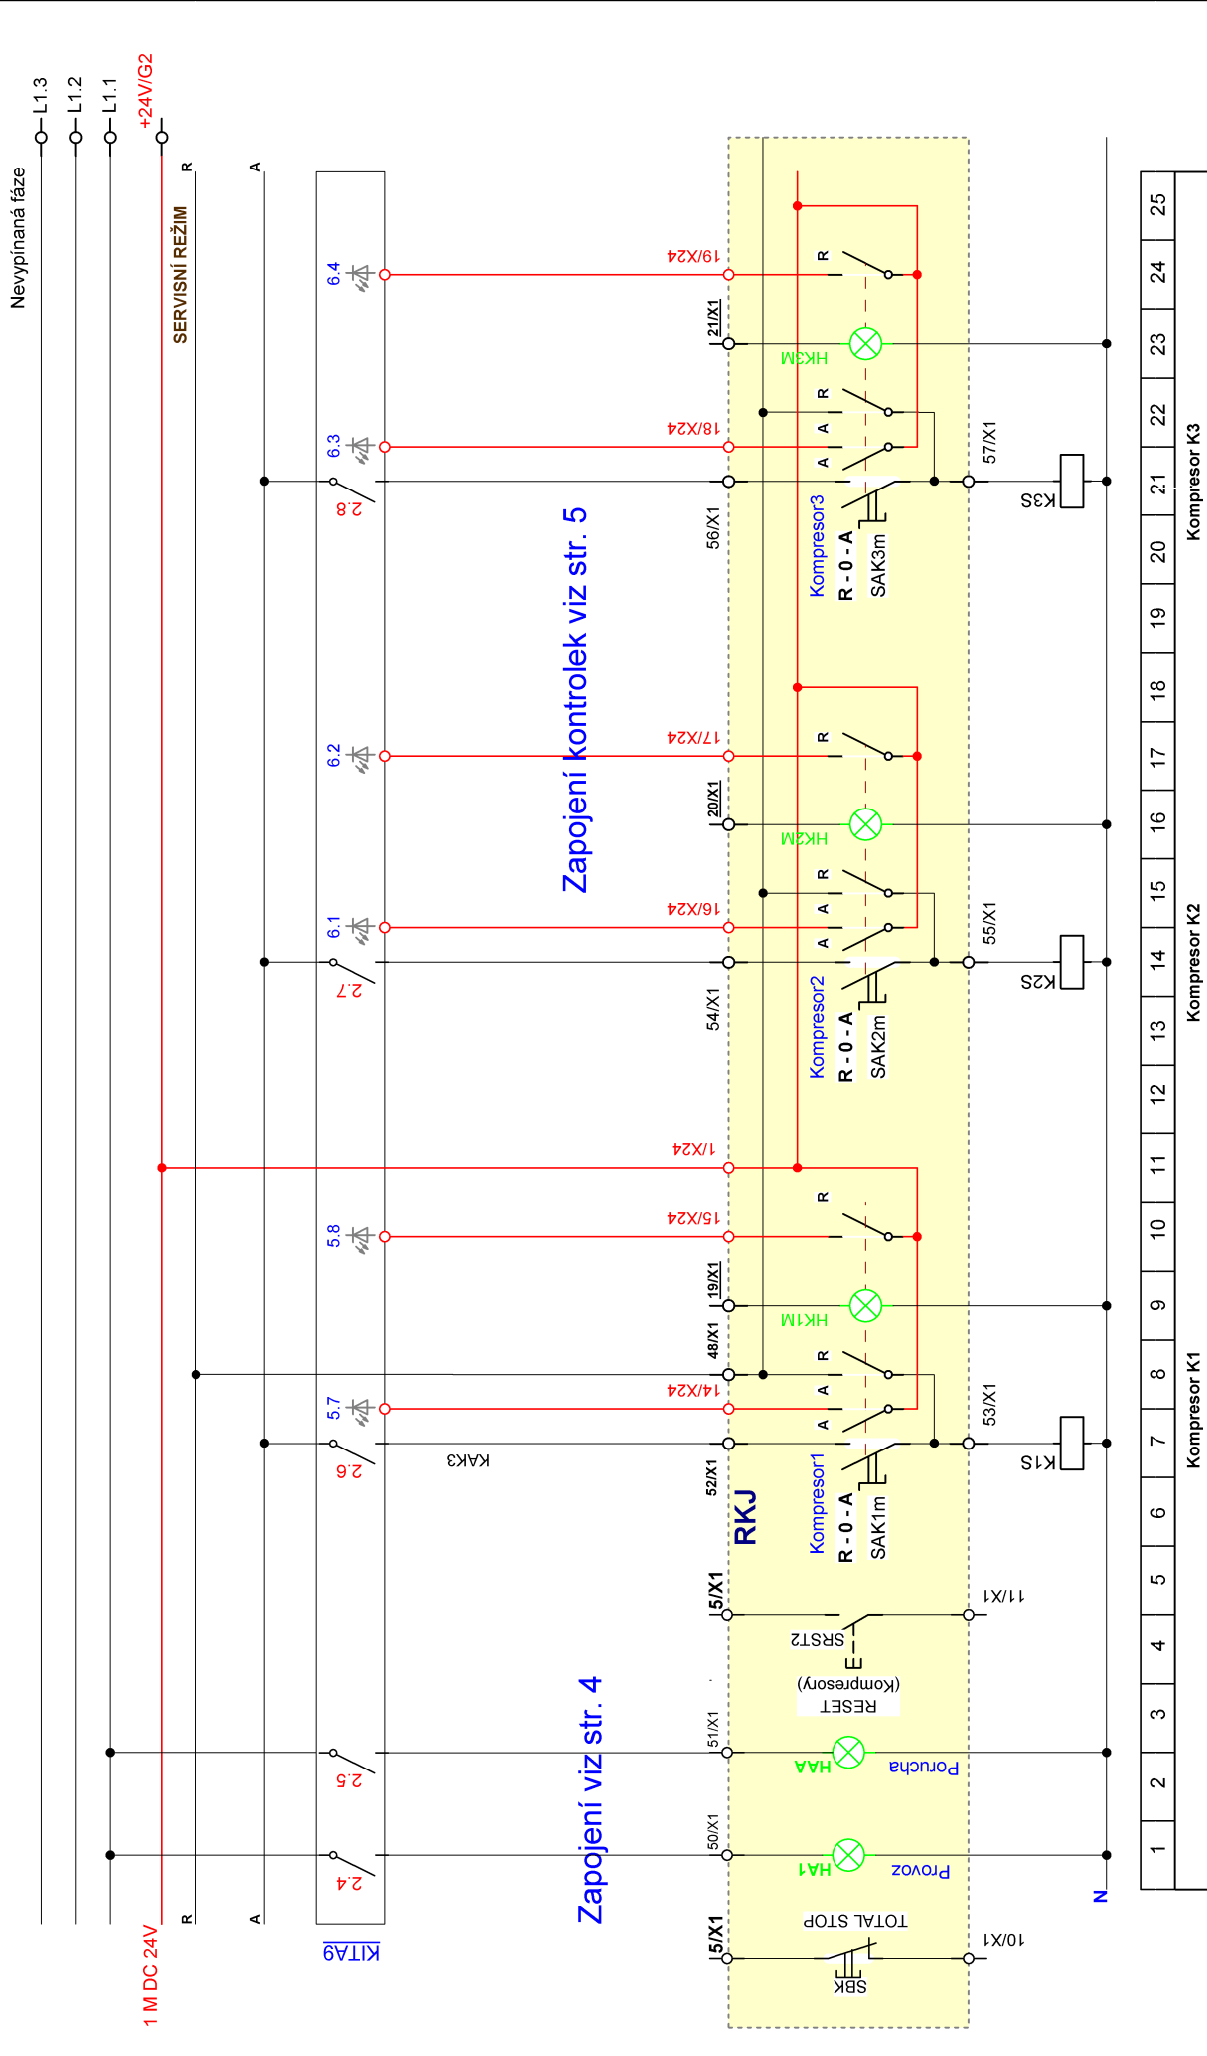 Nevypínaná fáze
L1.3
L1.2
L1.1
+24V/G2
1 M DC 24V
SERVISNÍ REŽIM
R
R
A
A
KITA9
2.4
2.5
2.6
5.7
5.8
2.7
6.1
6.2
2.8
6.3
6.4
KAK3
Zapojení viz str. 4
Zapojení kontrolek viz str. 5
5/X1
50/X1
51/X1
5/X1
52/X1
14/X24
48/X1
19/X1
15/X24
1/X24
54/X1
16/X24
20/X1
17/X24
56/X1
18/X24
21/X1
19/X24
RKJ
SBK
TOTAL STOP
HA1
Provoz
HAA
Porucha
RESET
(Kompresory)
SRST2
Kompresor1
R - 0 - A
SAK1m
A
A
R
HK1M
R
Kompresor2
R - 0 - A
SAK2m
A
A
R
HK2M
R
Kompresor3
R - 0 - A
SAK3m
A
A
R
HK3M
R
10/X1
11/X1
53/X1
55/X1
57/X1
K1S
K2S
K3S
N
1 2 3 4 5 6 7 8 9 10 11 12 13 14 15 16 17 18 19 20 21 22 23 24 25
Kompresor K1
Kompresor K2
Kompresor K3